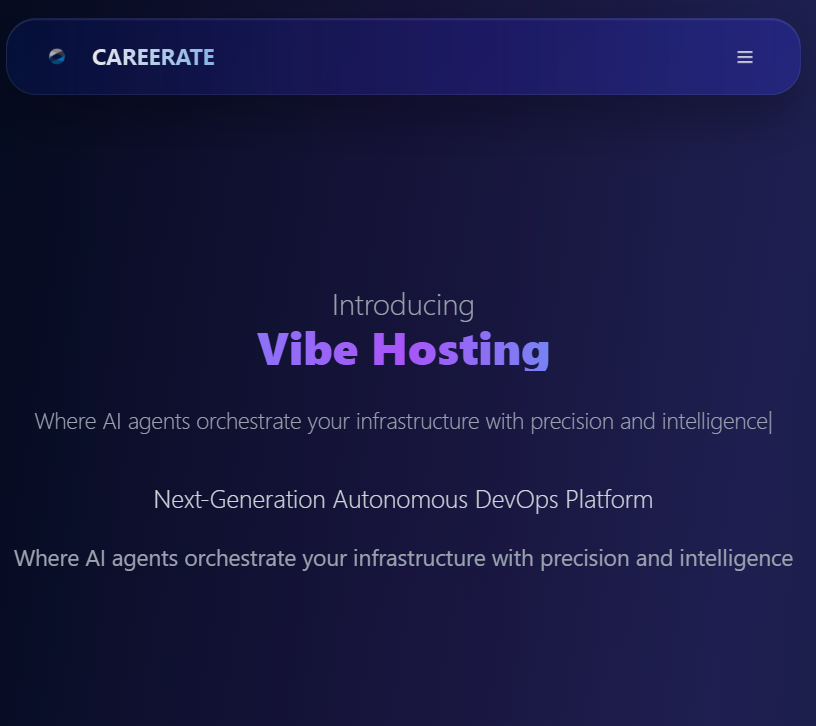 CAREERATE
Introducing
Vibe Hosting
Where AI agents orchestrate your infrastructure with precision and intelligence|
Next-Generation Autonomous DevOps Platform
Where AI agents orchestrate your infrastructure with precision and intelligence